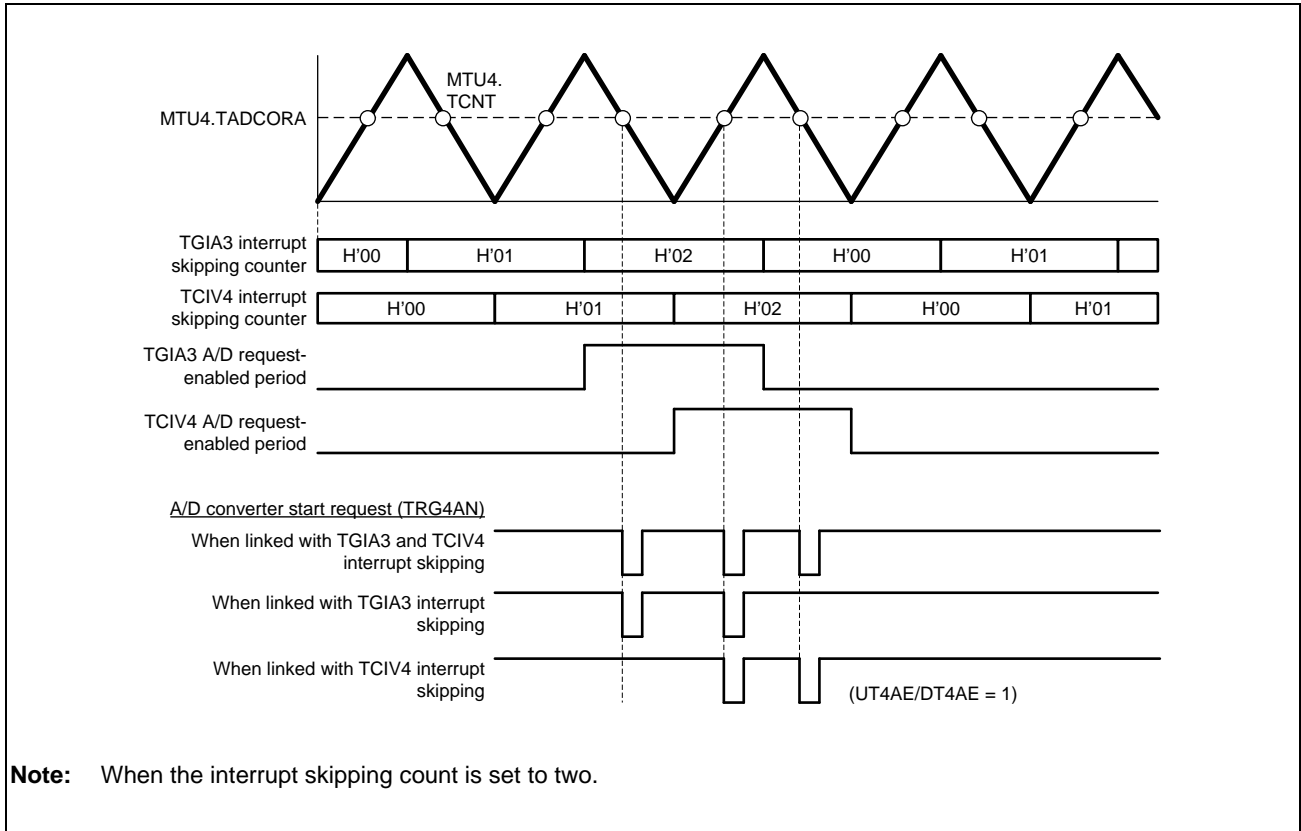 MTU4.
TCNT
MTU4.TADCORA
TGIA3 interrupt
skipping counter
H'00 H'01 H'02 H'00 H'01
TCIV4 interrupt
skipping counter
H'00 H'01 H'02 H'00 H'01
TGIA3 A/D request-
enabled period
TCIV4 A/D request-
enabled period
A/D converter start request (TRG4AN)
When linked with TGIA3 and TCIV4
interrupt skipping
When linked with TGIA3 interrupt
skipping
When linked with TCIV4 interrupt
skipping
(UT4AE/DT4AE = 1)
Note: When the interrupt skipping count is set to two.